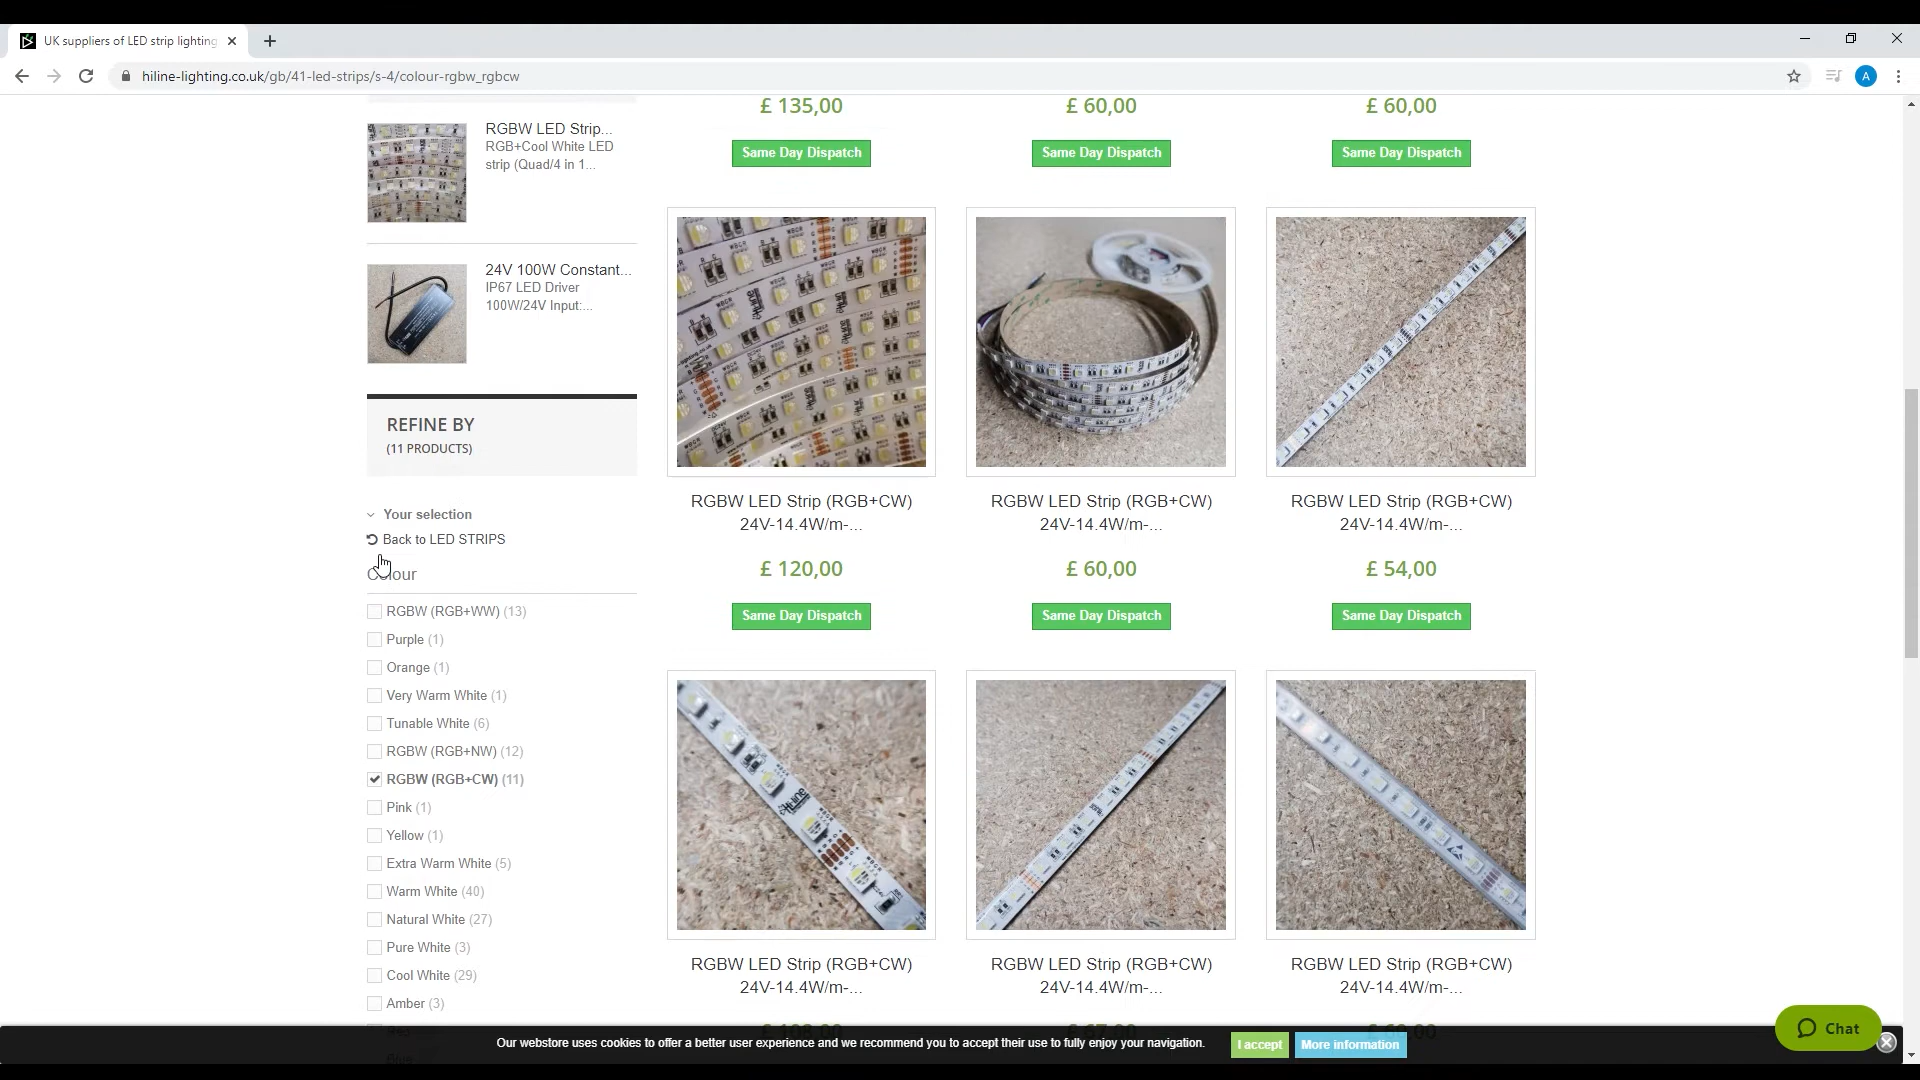 UK suppliers of LED strip lighting
hiline-lighting.co.uk/gb/41-led-strips/s-4/colour-rgbw_rgbcw
A
RGBW LED Strip...
RGB+Cool White LED
strip (Quad/4 in 1...
24V 100W Constant...
IP67 LED Driver
100W/24V Input:...
REFINE BY
(11 PRODUCTS)
Your selection
Back to LED STRIPS
Colour
RGBW (RGB+WW) (13)
Purple (1)
Orange (1)
Very Warm White (1)
Tunable White (6)
RGBW (RGB+NW) (12)
RGBW (RGB+CW) (11)
Pink (1)
Yellow (1)
Extra Warm White (5)
Warm White (40)
Natural White (27)
Pure White (3)
Cool White (29)
Amber (3)
Blue
£ 135,00
£ 60,00
£ 60,00
Same Day Dispatch
Same Day Dispatch
Same Day Dispatch
RGBW LED Strip (RGB+CW)
24V-14.4W/m-...
RGBW LED Strip (RGB+CW)
24V-14.4W/m-...
RGBW LED Strip (RGB+CW)
24V-14.4W/m-...
£ 120,00
£ 60,00
£ 54,00
Same Day Dispatch
Same Day Dispatch
Same Day Dispatch
RGBW LED Strip (RGB+CW)
24V-14.4W/m-...
RGBW LED Strip (RGB+CW)
24V-14.4W/m-...
RGBW LED Strip (RGB+CW)
24V-14.4W/m-...
Our webstore uses cookies to offer a better user experience and we recommend you to accept their use to fully enjoy your navigation.
I accept
More information
Chat